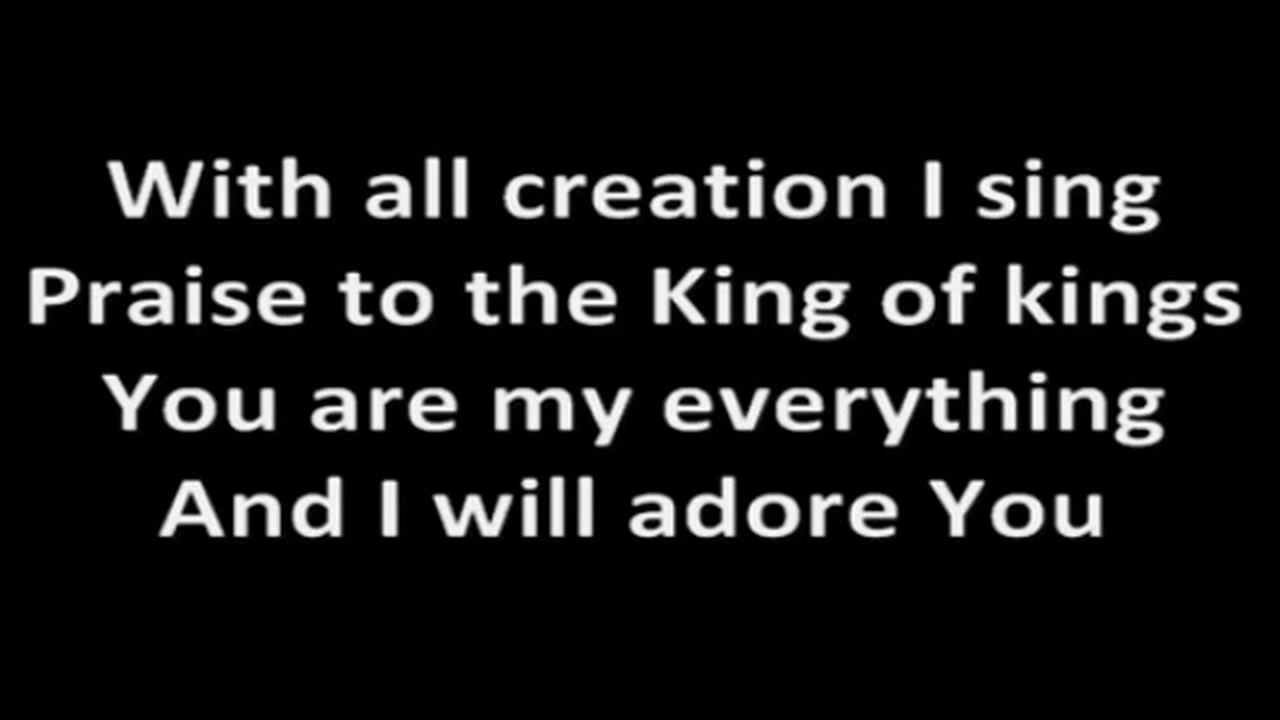 With all creation I sing
Praise to the King of kings
You are my everything
And I will adore You